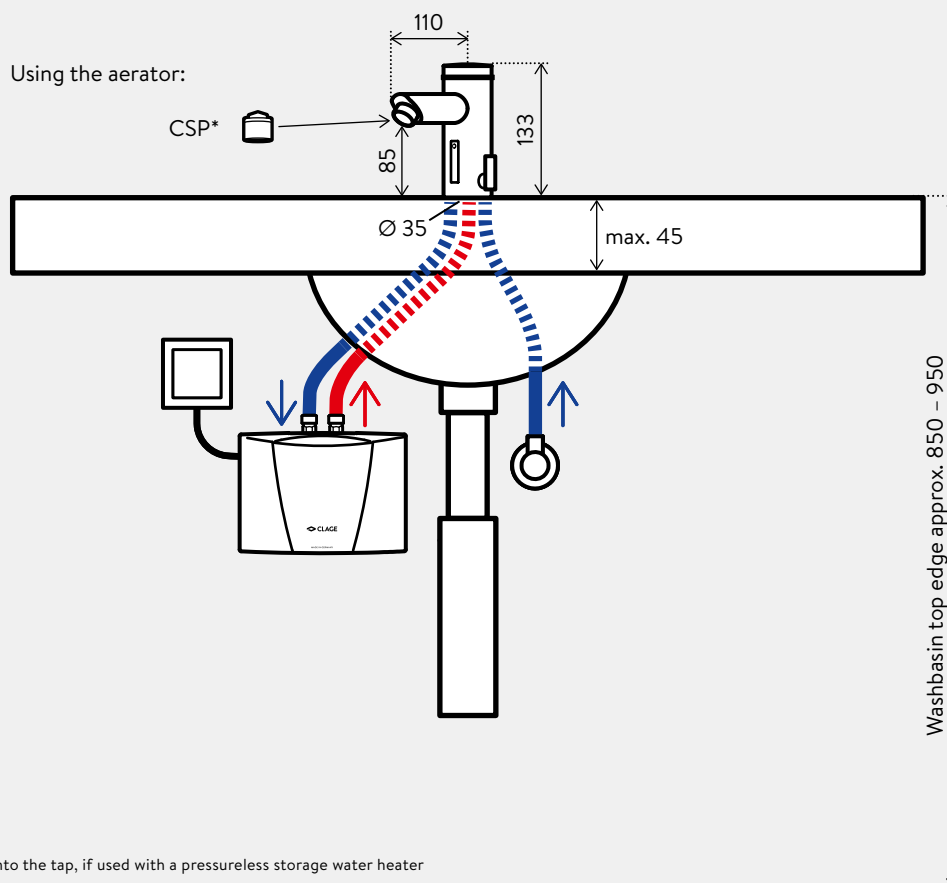 110
Using the aerator:
CSP*
133
85
Ø 35
max. 45
Washbasin top edge approx. 850 – 950
CLAGE
to the tap, if used with a pressureless storage water heater